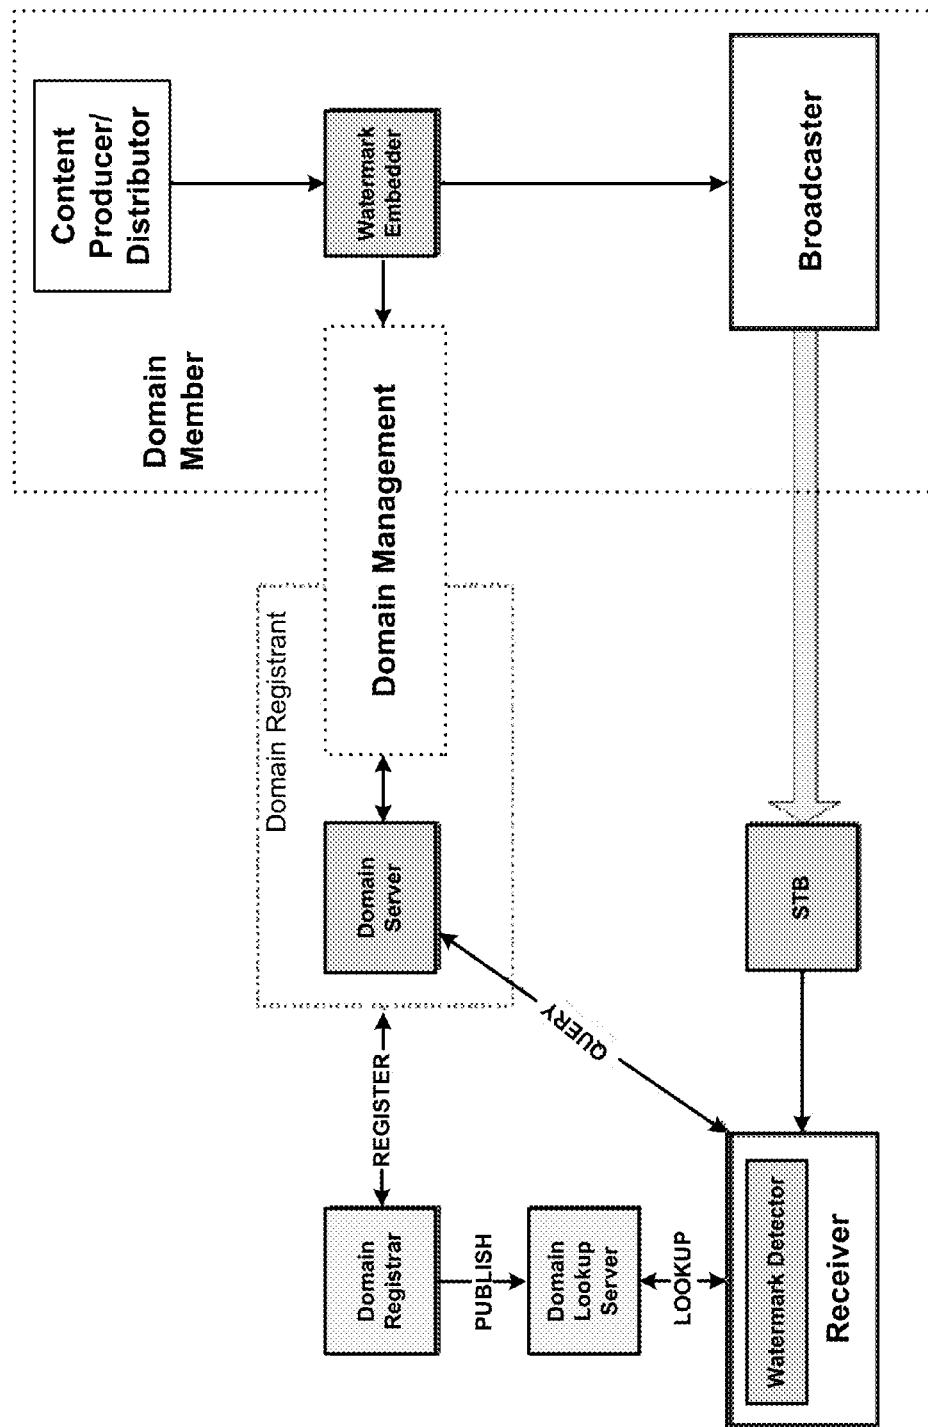 Domain
Member
Content
Producer/
Distributor
Watermark
Embedder
Broadcaster
Domain Management
Domain Registrant
Domain
Server
STB
QUERY
REGISTER
Domain
Registrar
PUBLISH
Domain
Lookup
Server
LOOKUP
Watermark Detector
Receiver